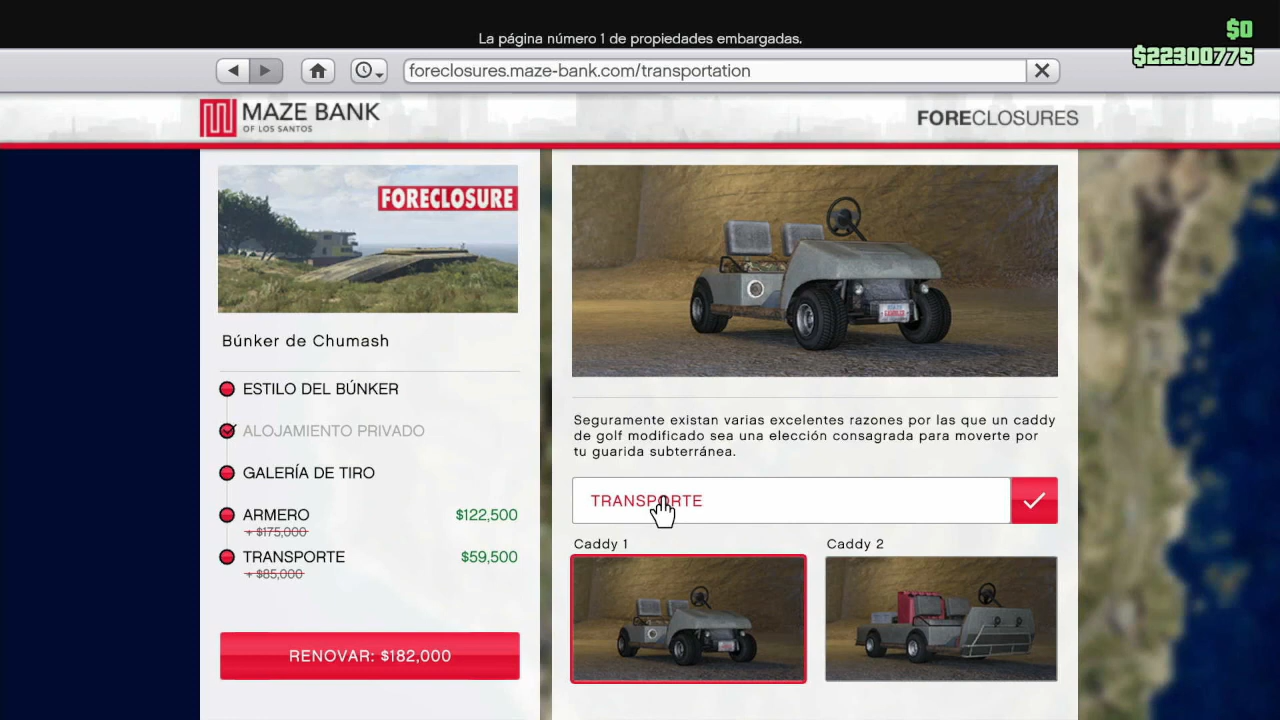 La página número 1 de propiedades embargadas.
$0
$22300775
foreclosures.maze-bank.com/transportation
MAZE BANK
OF LOS SANTOS
FORECLOSURES
FORECLOSURE
Búnker de Chumash
ESTILO DEL BÚNKER
ALOJAMIENTO PRIVADO
GALERÍA DE TIRO
ARMERO $122,500
+ $175,000
TRANSPORTE $59,500
+ $85,000
RENOVAR: $182,000
Seguramente existan varias excelentes razones por las que un caddy
de golf modificado sea una elección consagrada para moverte por
tu guarida subterránea.
TRANSPORTE
Caddy 1
Caddy 2